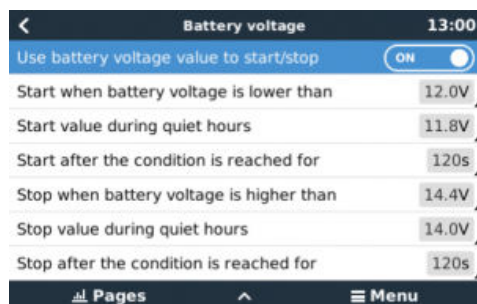 Battery voltage 13:00
Use battery voltage value to start/stop ON
Start when battery voltage is lower than 12.0V
Start value during quiet hours 11.8V
Start after the condition is reached for 120s
Stop when battery voltage is higher than 14.4V
Stop value during quiet hours 14.0V
Stop after the condition is reached for 120s
Pages Menu